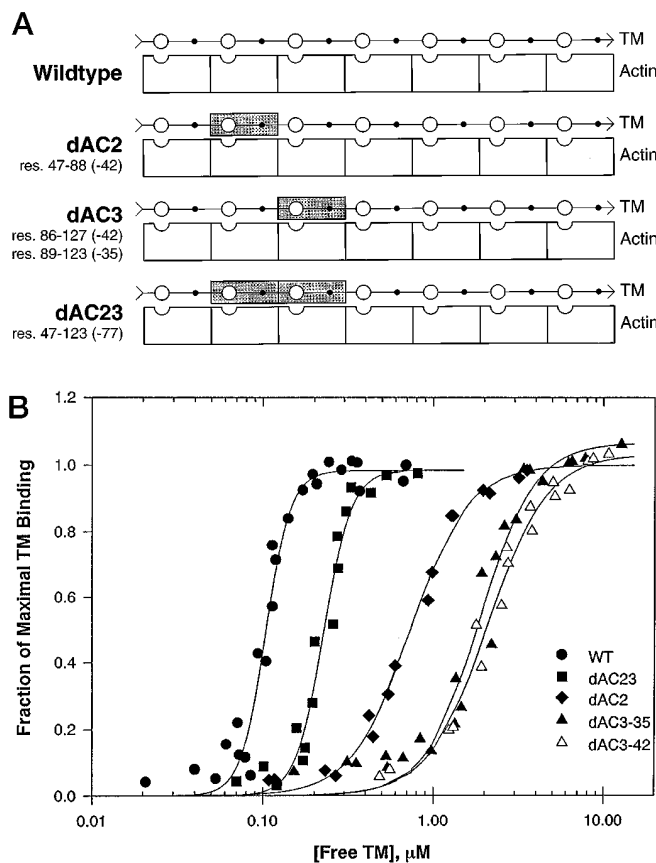 A
Wildtype
TM
Actin
dAC2
res. 47-88 (-42)
TM
Actin
dAC3
res. 86-127 (-42)
res. 89-123 (-35)
TM
Actin
dAC23
res. 47-123 (-77)
TM
Actin
B
Fraction of Maximal TM Binding
1.2
1.0
0.8
0.6
0.4
0.2
0.0
WT
dAC23
dAC2
dAC3-35
dAC3-42
0.01
0.10
1.00
10.00
[Free TM], µM